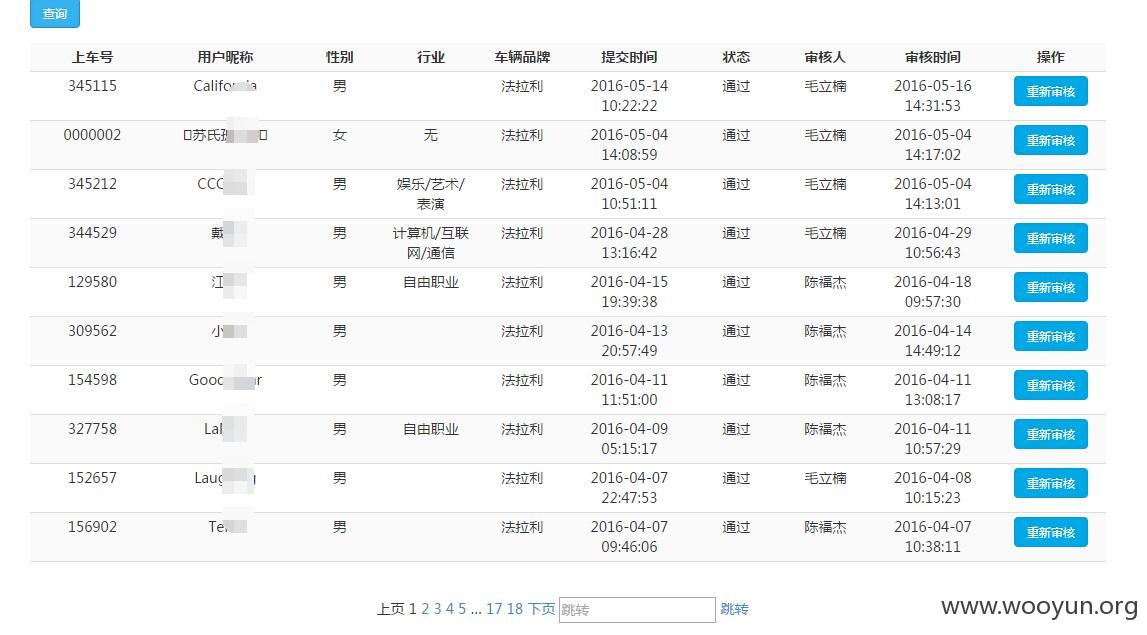 查询
上车号 用户昵称 性别 行业 车辆品牌 提交时间 状态 审核人 审核时间 操作
345115 男 法拉利 2016-05-14 通过 毛立楠 2016-05-16 重新审核
10:22:22 14:31:53
0000002 苏氏 女 无 法拉利 2016-05-04 通过 毛立楠 2016-05-04 重新审核
14:08:59 14:17:02
345212 CCC 男 娱乐/艺术/ 法拉利 2016-05-04 通过 毛立楠 2016-05-04 重新审核
表演 10:51:11 14:13:01
344529 戴 男 计算机/互联 法拉利 2016-04-28 通过 毛立楠 2016-04-29 重新审核
网/通信 13:16:42 10:56:43
129580 江 男 自由职业 法拉利 2016-04-15 通过 陈福杰 2016-04-18 重新审核
19:39:38 09:57:30
309562 小 男 法拉利 2016-04-13 通过 陈福杰 2016-04-14 重新审核
20:57:49 14:49:12
154598 Good 男 法拉利 2016-04-11 通过 陈福杰 2016-04-11 重新审核
11:51:00 13:08:17
327758 男 自由职业 法拉利 2016-04-09 通过 陈福杰 2016-04-11 重新审核
05:15:17 10:57:29
152657 男 法拉利 2016-04-07 通过 毛立楠 2016-04-08 重新审核
22:47:53 10:15:23
156902 男 法拉利 2016-04-07 通过 陈福杰 2016-04-07 重新审核
09:46:06 10:38:11
上页 1 2 3 4 5 ... 17 18 下页 跳转 跳转
www.wooyun.org